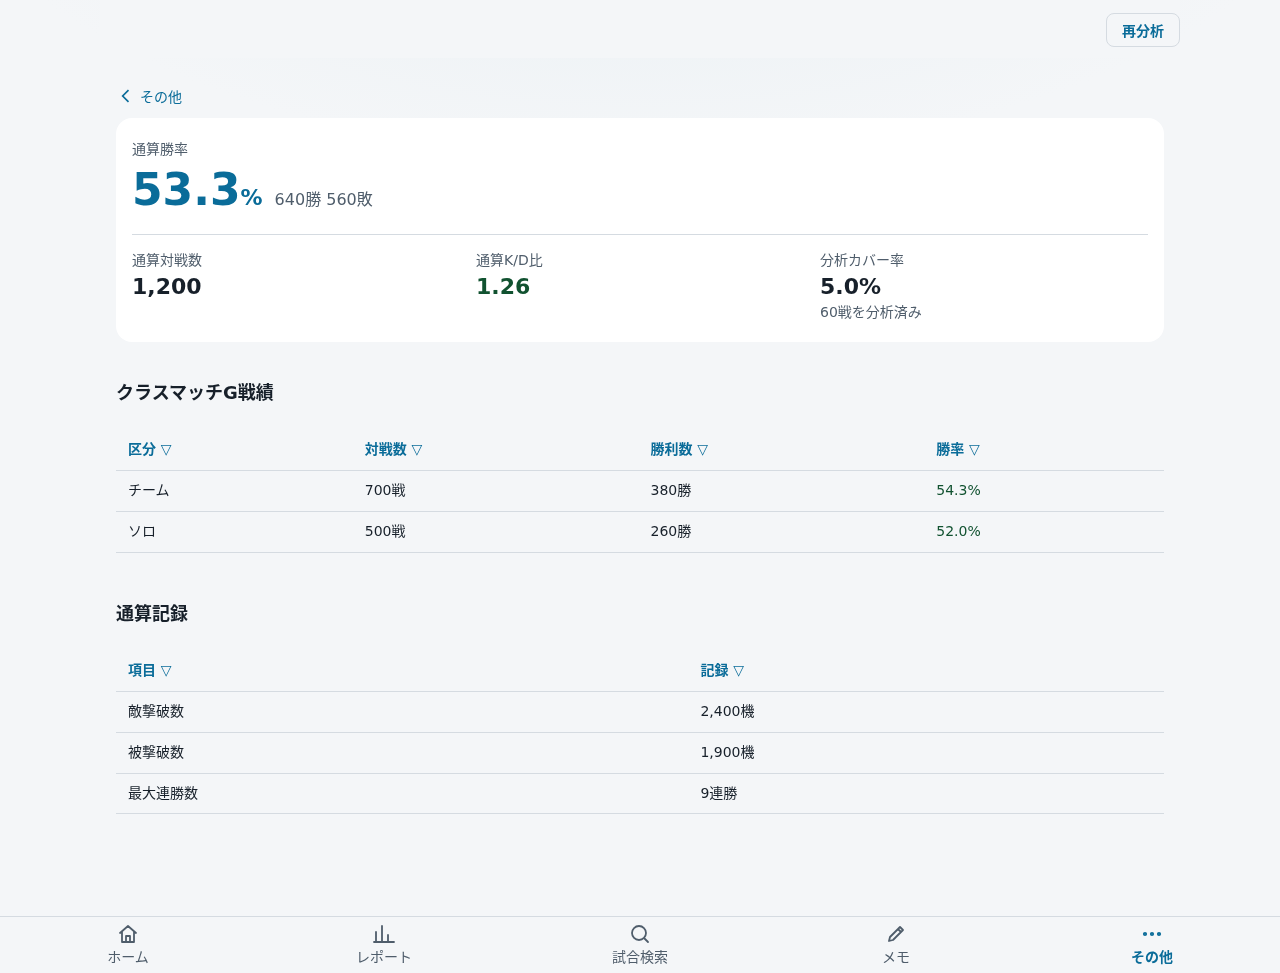 再分析
その他
通算勝率
53.3% 640勝 560敗
通算対戦数 通算K/D比 分析カバー率
1,200 1.26 5.0%
60戦を分析済み
クラスマッチG戦績
区分 ▽ 対戦数 ▽ 勝利数 ▽ 勝率 ▽
チーム 700戦 380勝 54.3%
ソロ 500戦 260勝 52.0%
通算記録
項目 ▽ 記録 ▽
敵撃破数 2,400機
被撃破数 1,900機
最大連勝数 9連勝
ホーム レポート 試合検索 メモ その他